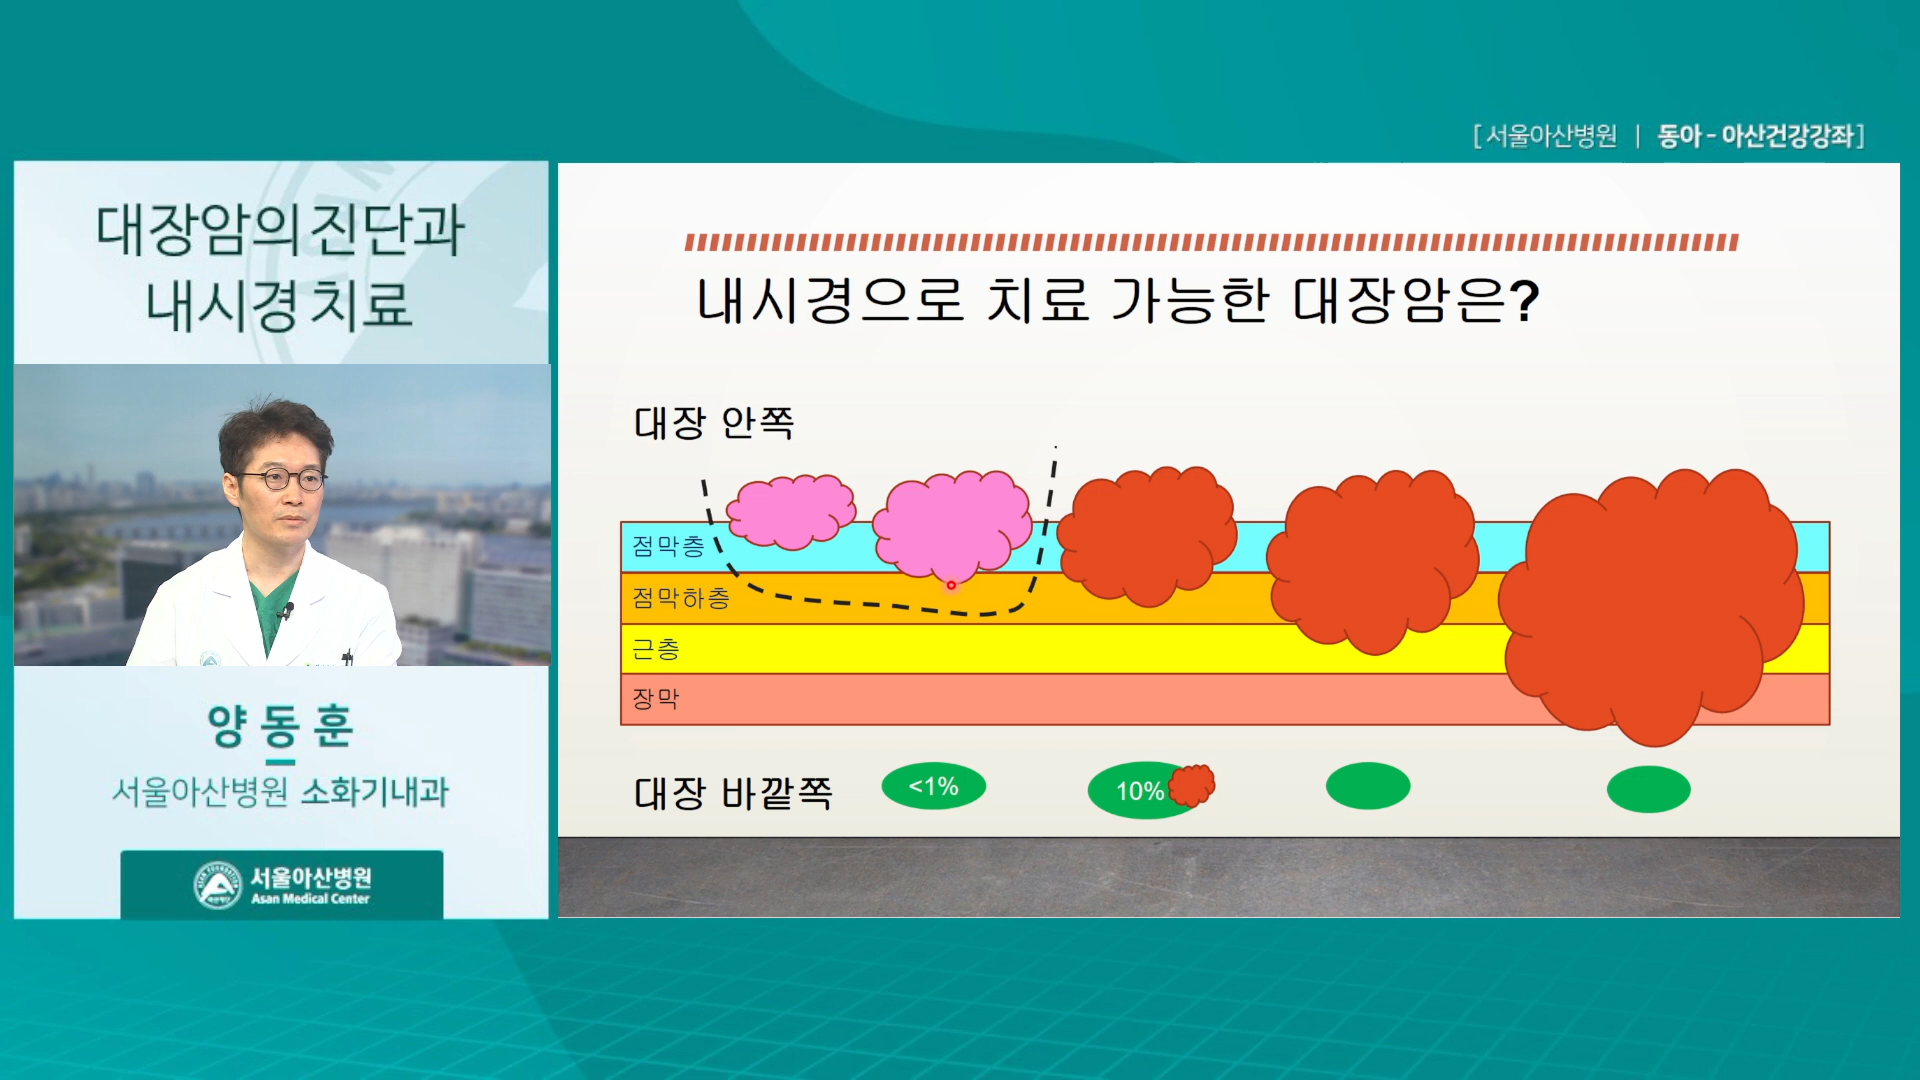 [서울아산병원 | 동아 - 아산건강강좌]
대장암의 진단과
내시경 치료
양동훈
서울아산병원 소화기내과
서울아산병원
Asan Medical Center
내시경으로 치료 가능한 대장암은?
대장 안쪽
점막층
점막하층
근층
장막
대장 바깥쪽
<1%
10%